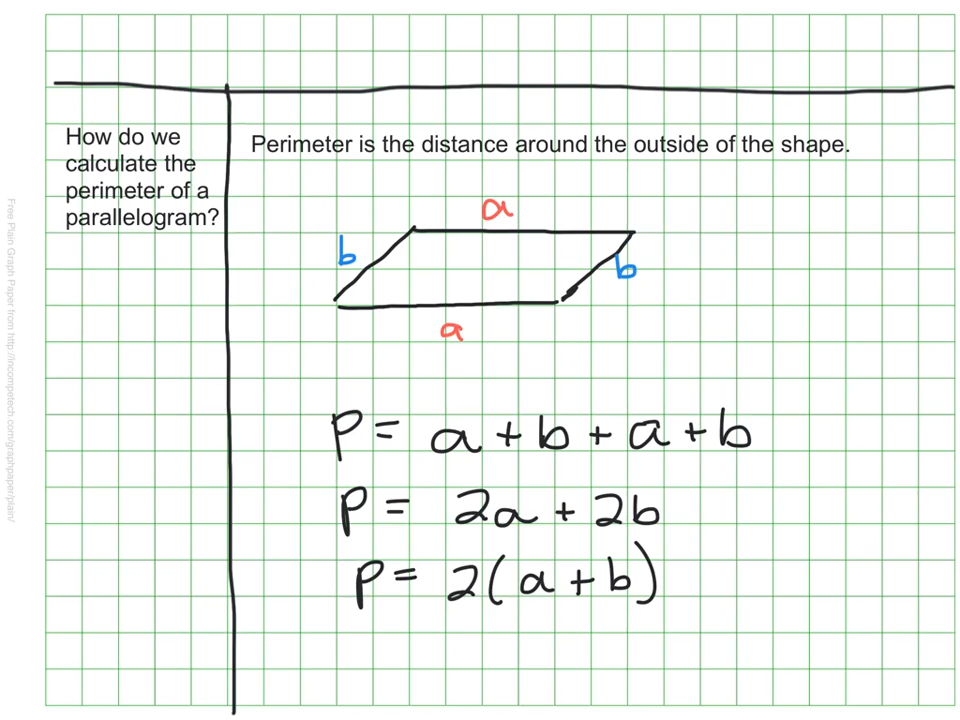 How do we
calculate the
perimeter of a
parallelogram?
Perimeter is the distance around the outside of the shape.
a
b
b
a
P = a + b + a + b
P = 2a + 2b
P = 2(a + b)
Free Plain Graph Paper from http://incompetech.com/graphpaper/plain/